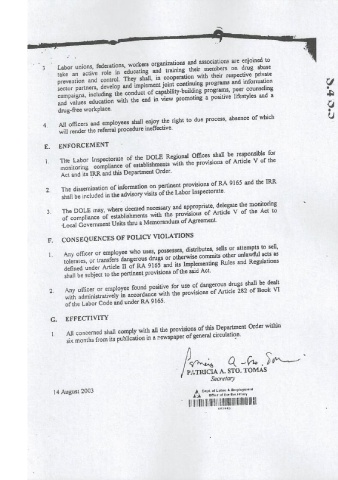 3. Labor unions, federations, workers organizations and associations are enjoined to
take an active role in educating and training their members on drug abuse
prevention and control. They shall, in cooperation with their respective private
sector partners, develop and implement joint continuing programs and information
campaigns, including the conduct of capability-building programs, peer counseling
and values education with the end in view promoting a positive lifestyles and a
drug-free workplace.
4. All officers and employees shall enjoy the right to due process, absence of which
will render the referral procedure ineffective.
E. ENFORCEMENT
1. The Labor Inspectorate of the DOLE Regional Offices shall be responsible for
monitoring compliance of establishments with the provisions of Article V of the
Act and its IRR and this Department Order.
2. The dissemination of information on pertinent provisions of RA 9165 and the IRR
shall be included in the advisory visits of the Labor Inspectorate.
3. The DOLE may, where deemed necessary and appropriate, delegate the monitoring
of compliance of establishments with the provisions of Article V of the Act to
Local Government Units thru a Memorandum of Agreement.
F. CONSEQUENCES OF POLICY VIOLATIONS
1. Any officer or employee who uses, possesses, distributes, sells or attempts to sell,
tolerates, or transfers dangerous drugs or otherwise commits other unlawful acts as
defined under Article II of RA 9165 and its Implementing Rules and Regulations
shall be subject to the pertinent provisions of the said Act.
2. Any officer or employee found positive for use of dangerous drugs shall be dealt
with administratively in accordance with the provisions of Article 282 of Book VI
of the Labor Code and under RA 9165.
G. EFFECTIVITY
1. All concerned shall comply with all the provisions of this Department Order within
six months from its publication in a newspaper of general circulation.
PATRICIA A. STO. TOMAS
Secretary
14 August 2003
Dept. of Labor & Employment
Office of the Secretary